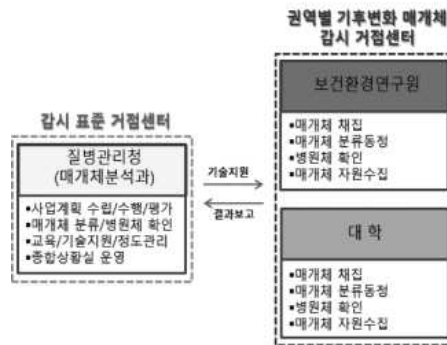 권역별 기후변화 매개체
감시 거점센터
보건환경연구원
▪매개체 채집
▪매개체 분류동정
▪병원체 확인
▪매개체 자원수집
대 학
▪매개체 채집
▪매개체 분류동정
▪병원체 확인
▪매개체 자원수집
감시 표준 거점센터
질병관리청
(매개체분석과)
▪사업계획 수립/수행/평가
▪매개체 분류/병원체 확인
▪교육/기술지원/정도관리
▪종합상황실 운영
기술지원
결과보고